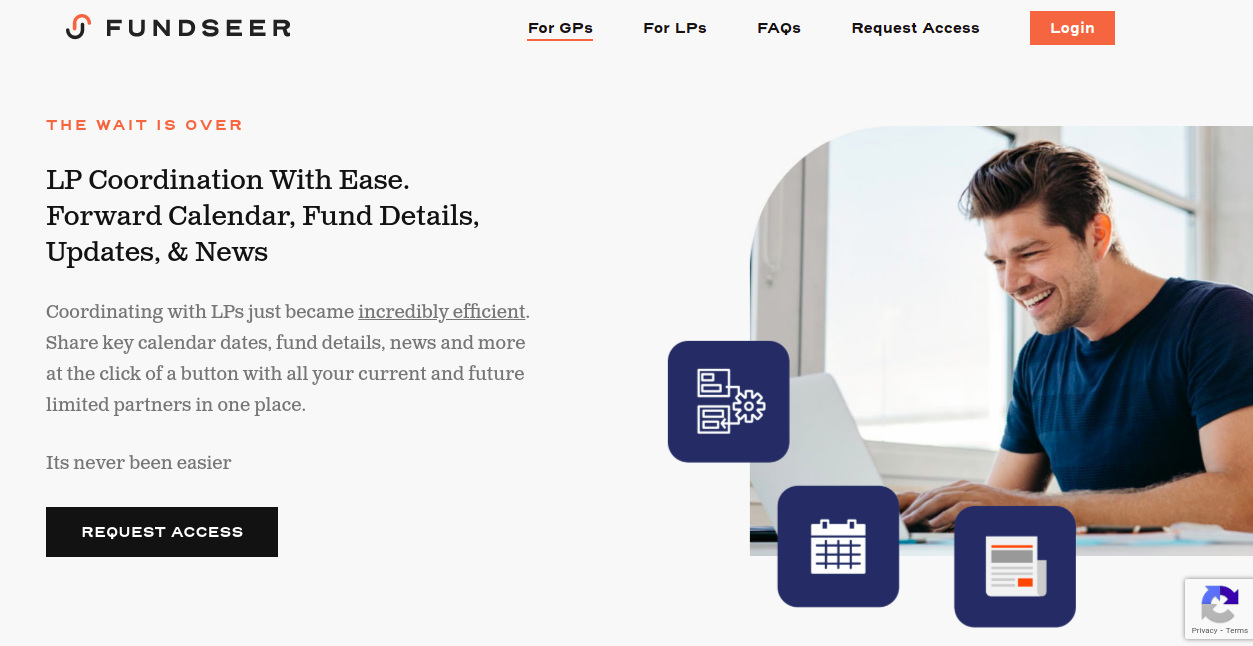 FUNDSEER
For GPs
For LPs
FAQs
Request Access
Login
THE WAIT IS OVER
LP Coordination With Ease.
Forward Calendar, Fund Details,
Updates, & News
Coordinating with LPs just became incredibly efficient.
Share key calendar dates, fund details, news and more
at the click of a button with all your current and future
limited partners in one place.
Its never been easier
REQUEST ACCESS
Privacy - Terms